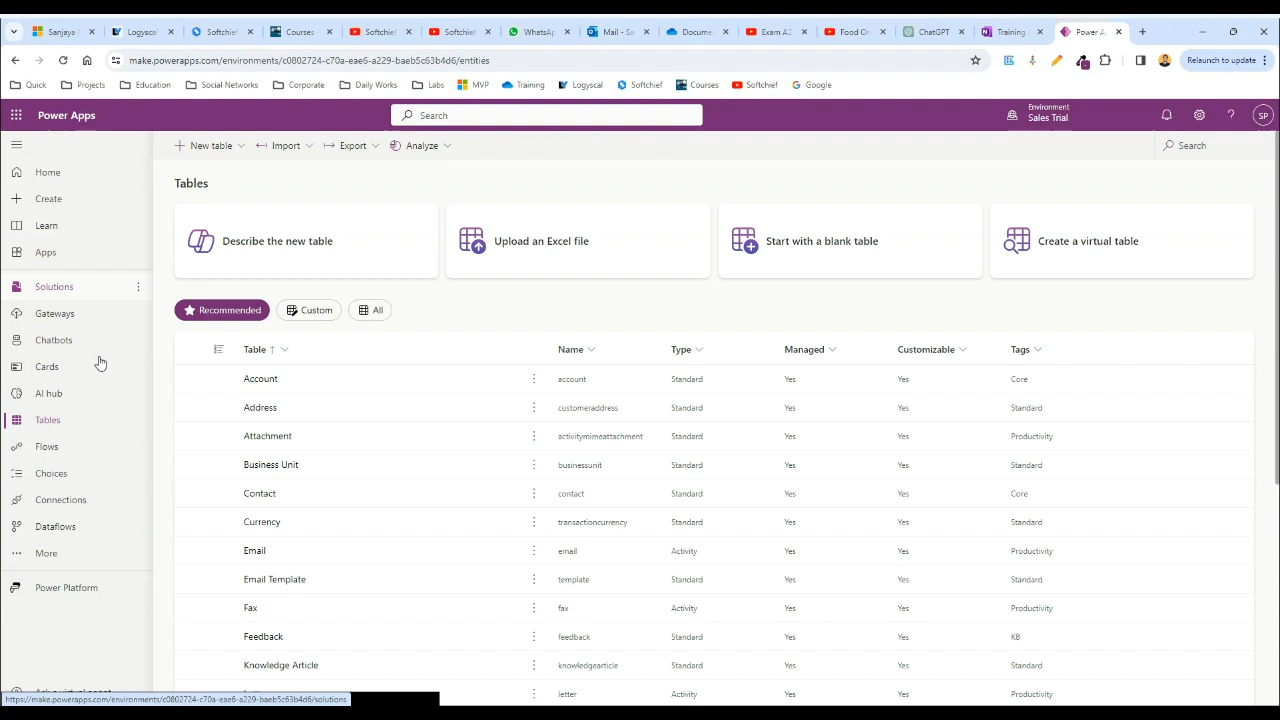 Sanjaya
Logyscal
Softchief
Courses
Softchief
Softchief
WhatsAp
Mail - Sa
Docume
Exam AZ
Food On
ChatGPT
Training
Power A
make.powerapps.com/environments/c0802724-c70a-eae6-a229-baeb5c63b4d6/entities
Relaunch to update
Quick
Projects
Education
Social Networks
Corporate
Daily Works
Labs
MVP
Training
Logyscal
Softchief
Courses
Softchief
Google
Power Apps
Search
Environment
Sales Trial
SP
New table
Import
Export
Analyze
Search
Home
Create
Learn
Apps
Solutions
Gateways
Chatbots
Cards
AI hub
Tables
Flows
Choices
Connections
Dataflows
More
Power Platform
Tables
Describe the new table
Upload an Excel file
Start with a blank table
Create a virtual table
Recommended
Custom
All
Table ↑ Name Type Managed Customizable Tags
Account account Standard Yes Yes Core
Address customeraddress Standard Yes Yes Standard
Attachment activitymimeattachment Standard Yes Yes Productivity
Business Unit businessunit Standard Yes Yes Standard
Contact contact Standard Yes Yes Core
Currency transactioncurrency Standard Yes Yes Standard
Email email Activity Yes Yes Productivity
Email Template template Standard Yes Yes Standard
Fax fax Activity Yes Yes Productivity
Feedback feedback Standard Yes Yes KB
Knowledge Article knowledgearticle Standard Yes Yes Standard
letter Activity Yes Yes Productivity
https://make.powerapps.com/environments/c0802724-c70a-eae6-a229-baeb5c63b4d6/solutions